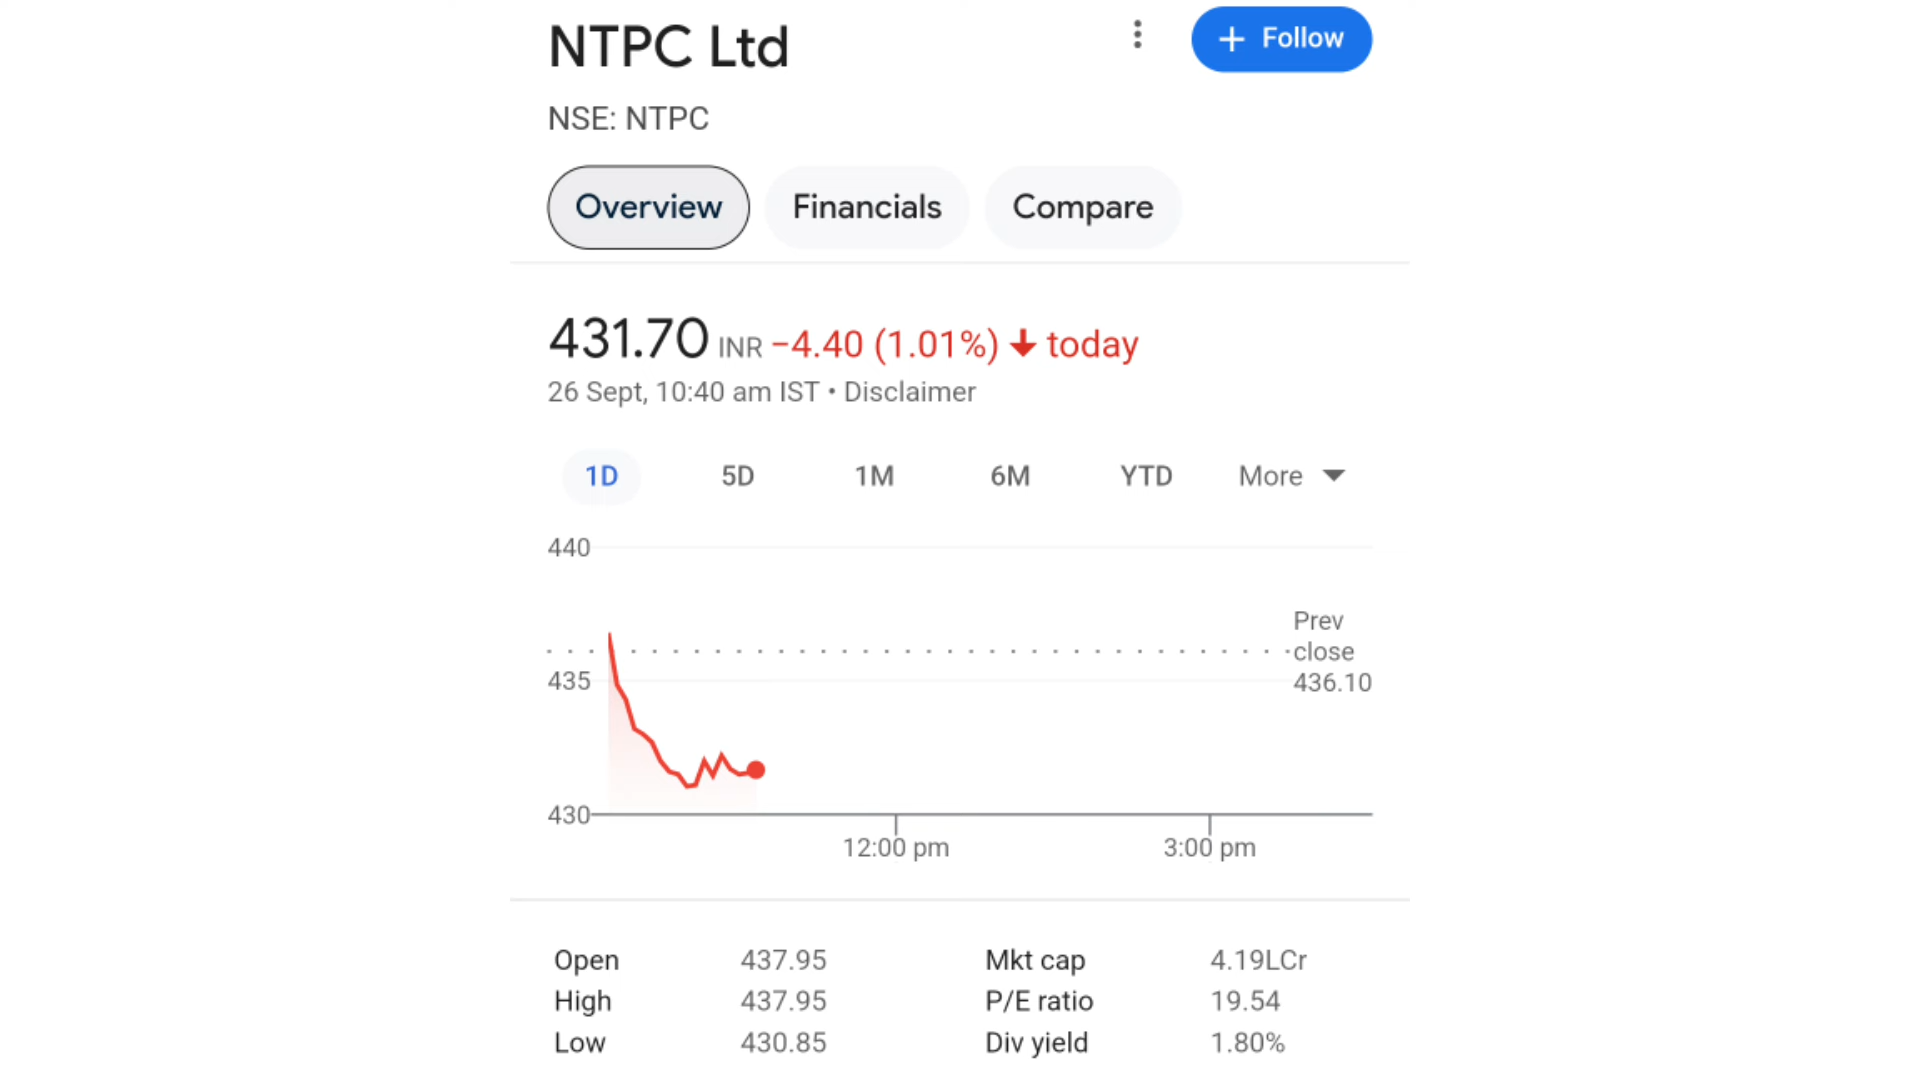 NTPC Ltd
+ Follow
NSE: NTPC
Overview Financials Compare
431.70 INR −4.40 (1.01%) ↓ today
26 Sept, 10:40 am IST • Disclaimer
1D 5D 1M 6M YTD More
440
Prev
close
436.10
435
430
12:00 pm 3:00 pm
Open 437.95 Mkt cap 4.19LCr
High 437.95 P/E ratio 19.54
Low 430.85 Div yield 1.80%